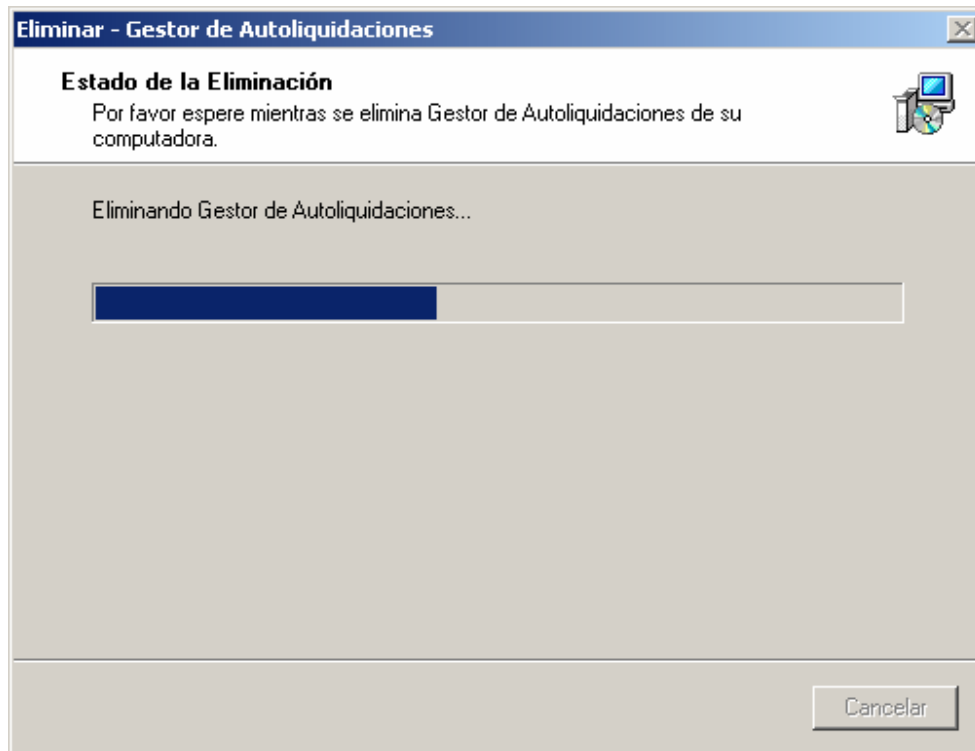 Eliminar - Gestor de Autoliquidaciones
Estado de la Eliminación
Por favor espere mientras se elimina Gestor de Autoliquidaciones de su
computadora.
Eliminando Gestor de Autoliquidaciones...
Cancelar